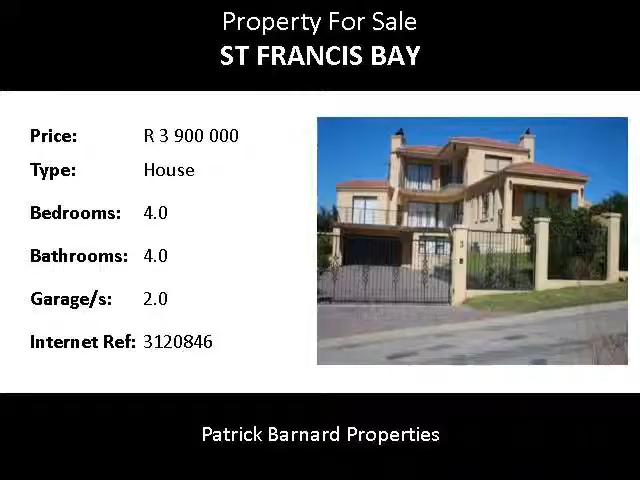 Property For Sale
ST FRANCIS BAY
Price: R 3 900 000
Type: House
Bedrooms: 4.0
Bathrooms: 4.0
Garage/s: 2.0
Internet Ref: 3120846
Patrick Barnard Properties